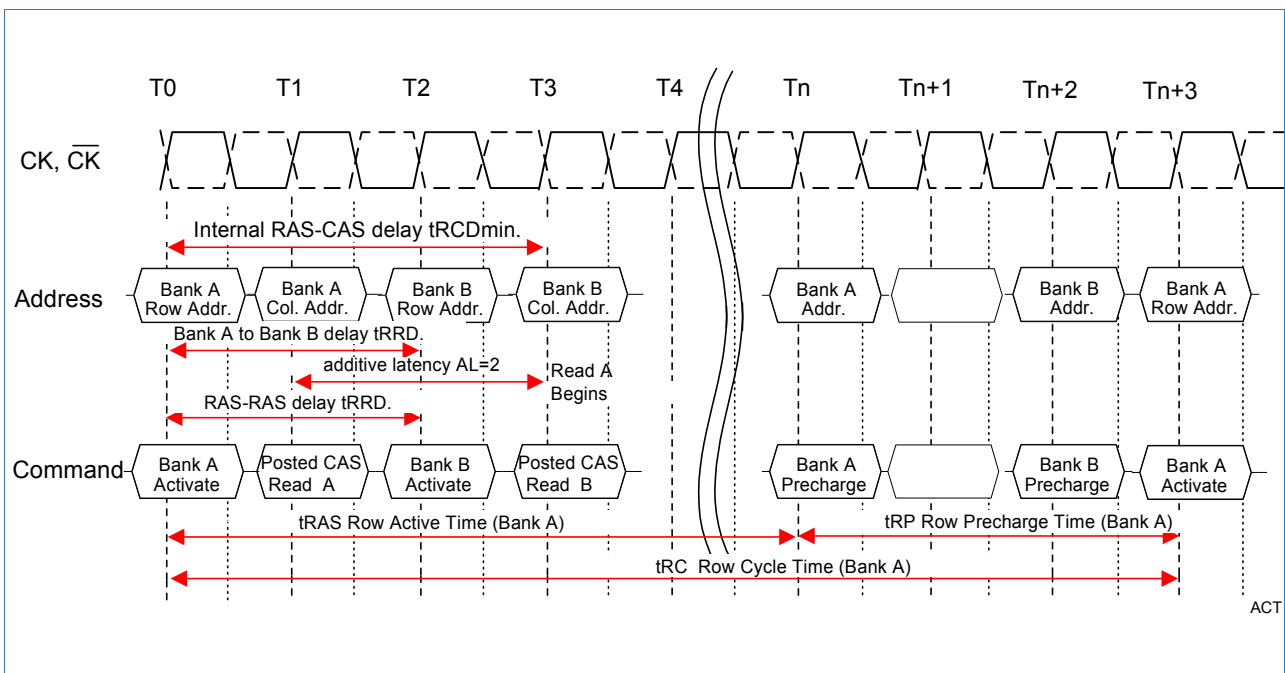 T0 T1 T2 T3 T4 Tn Tn+1 Tn+2 Tn+3
CK, CK
Internal RAS-CAS delay tRCDmin.
Address
Bank A
Row Addr.
Bank A
Col. Addr.
Bank B
Row Addr.
Bank B
Col. Addr.
Bank A
Addr.
Bank B
Addr.
Bank A
Row Addr.
Bank A to Bank B delay tRRD.
additive latency AL=2
Read A
Begins
RAS-RAS delay tRRD.
Command
Bank A
Activate
Posted CAS
Read A
Bank B
Activate
Posted CAS
Read B
Bank A
Precharge
Bank B
Precharge
Bank A
Activate
tRAS Row Active Time (Bank A)
tRP Row Precharge Time (Bank A)
tRC Row Cycle Time (Bank A)
ACT